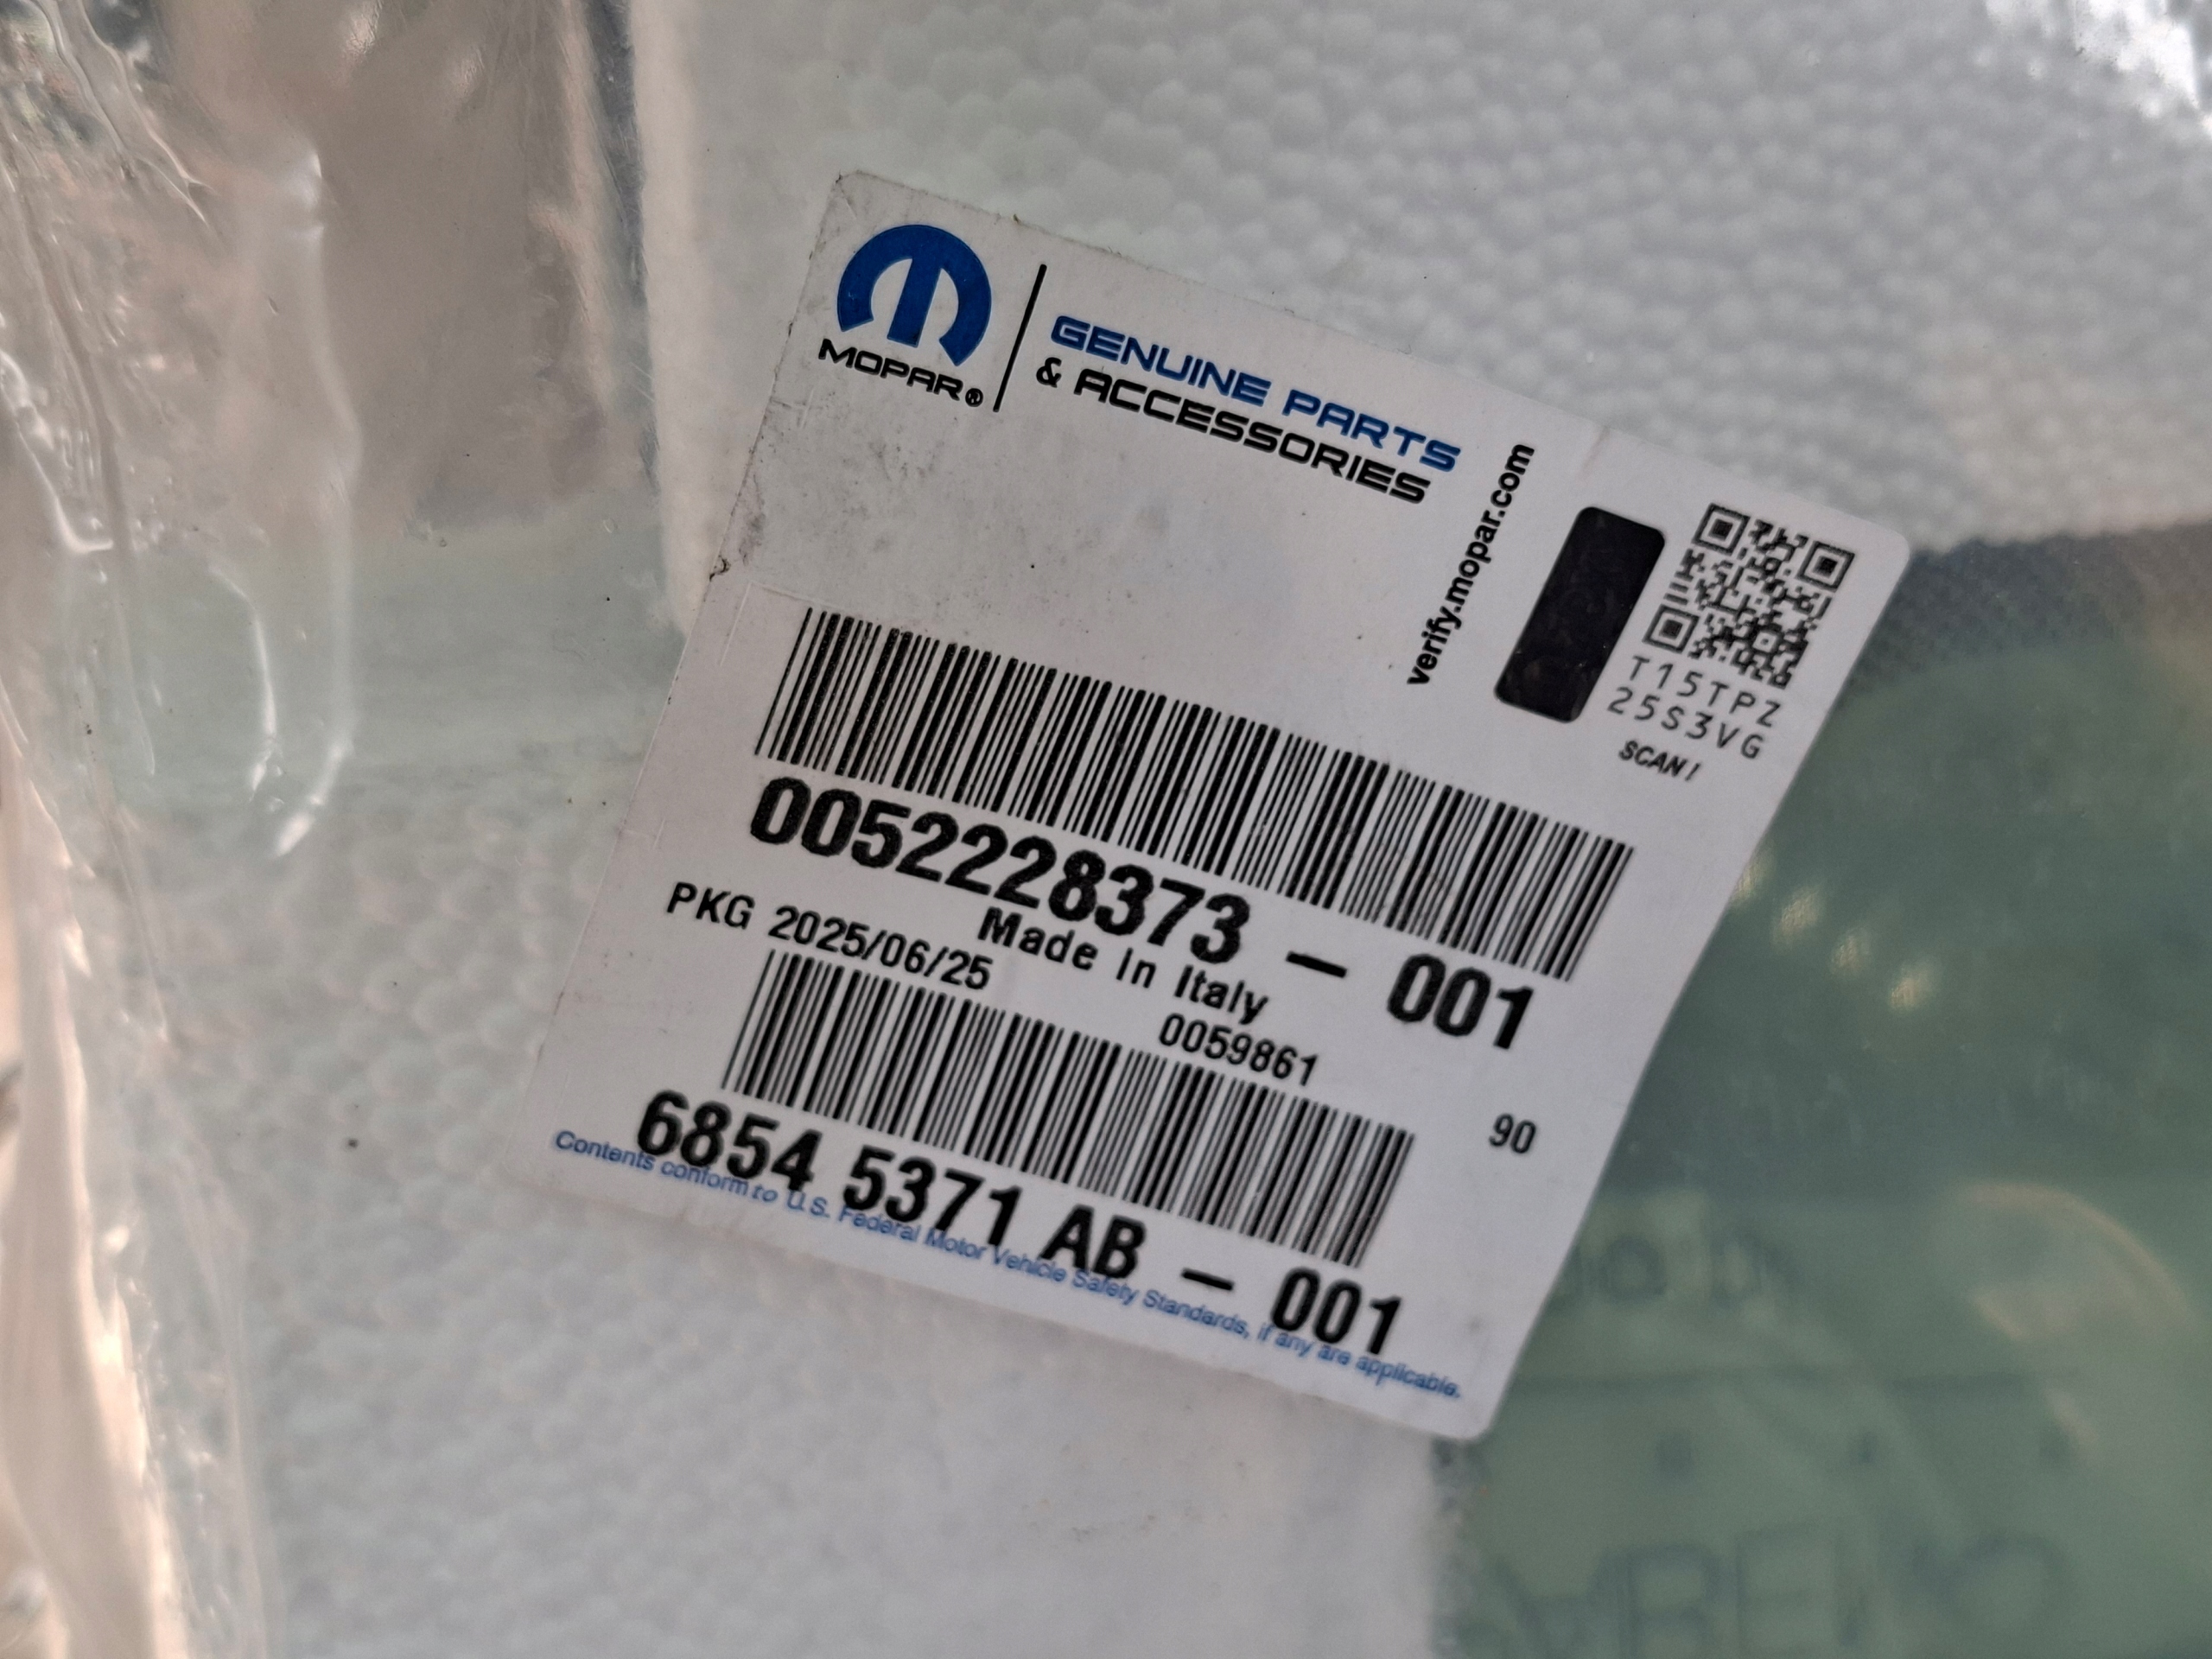 MOPAR®
GENUINE PARTS
& ACCESSORIES
verify.mopar.com
T15TPZ
25S3VG
SCAN!
0052228373 - 001
Made in Italy
PKG 2025/06/25
0059861
90
6854 5371 AB - 001
Contents conform to U.S. Federal Motor Vehicle Safety Standards, if any are applicable.